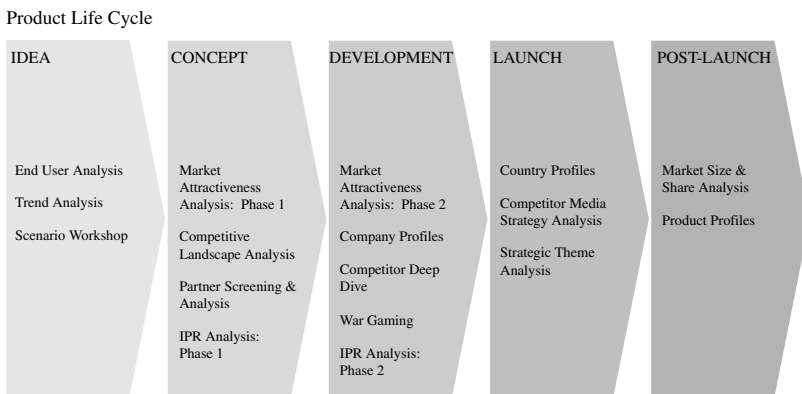 Product Life Cycle
IDEA
End User Analysis
Trend Analysis
Scenario Workshop
CONCEPT
Market
Attractiveness
Analysis: Phase 1
Competitive
Landscape Analysis
Partner Screening &
Analysis
IPR Analysis:
Phase 1
DEVELOPMENT
Market
Attractiveness
Analysis: Phase 2
Company Profiles
Competitor Deep
Dive
War Gaming
IPR Analysis:
Phase 2
LAUNCH
Country Profiles
Competitor Media
Strategy Analysis
Strategic Theme
Analysis
POST-LAUNCH
Market Size &
Share Analysis
Product Profiles